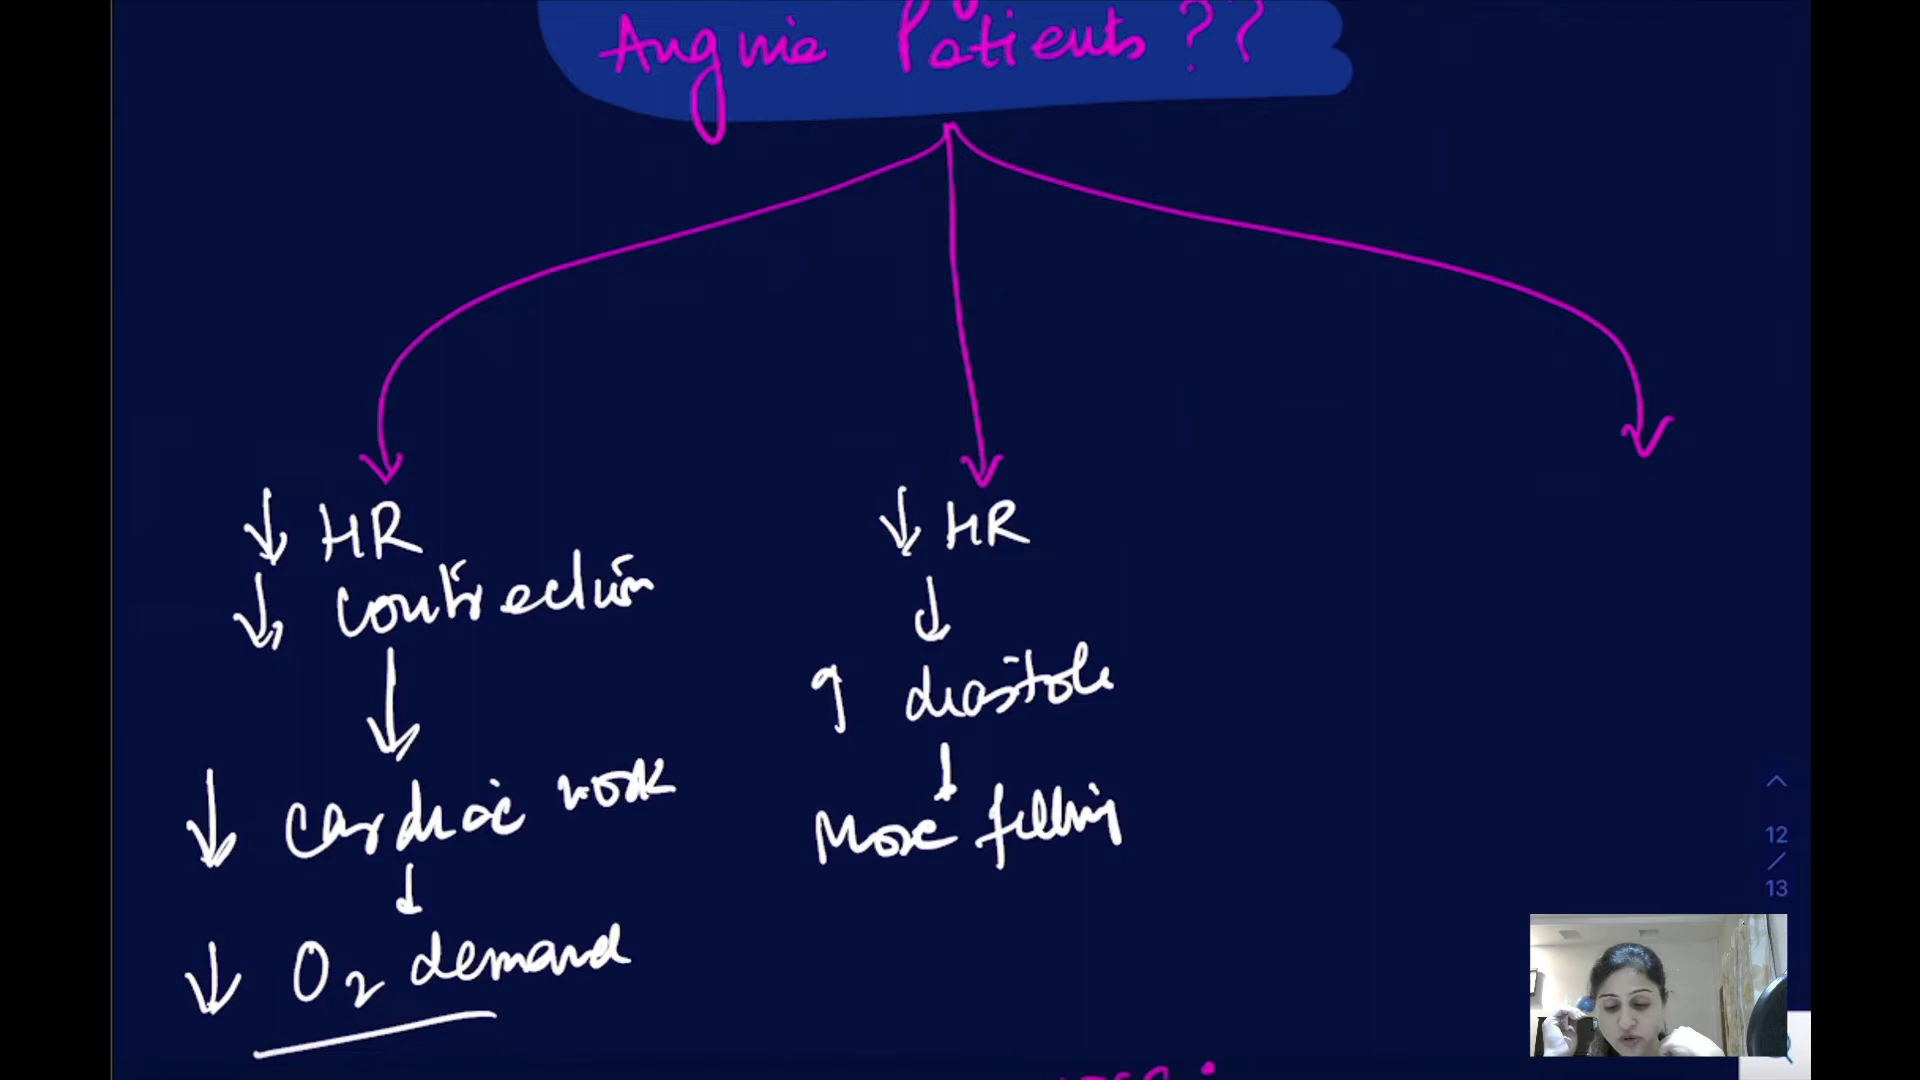 Angina Patients ??
↓ HR
↓ contraction
↓
↓ cardiac work
↓
↓ O2 demand
↓ HR
↓
↑ diastole
↓
More filling
12
/
13